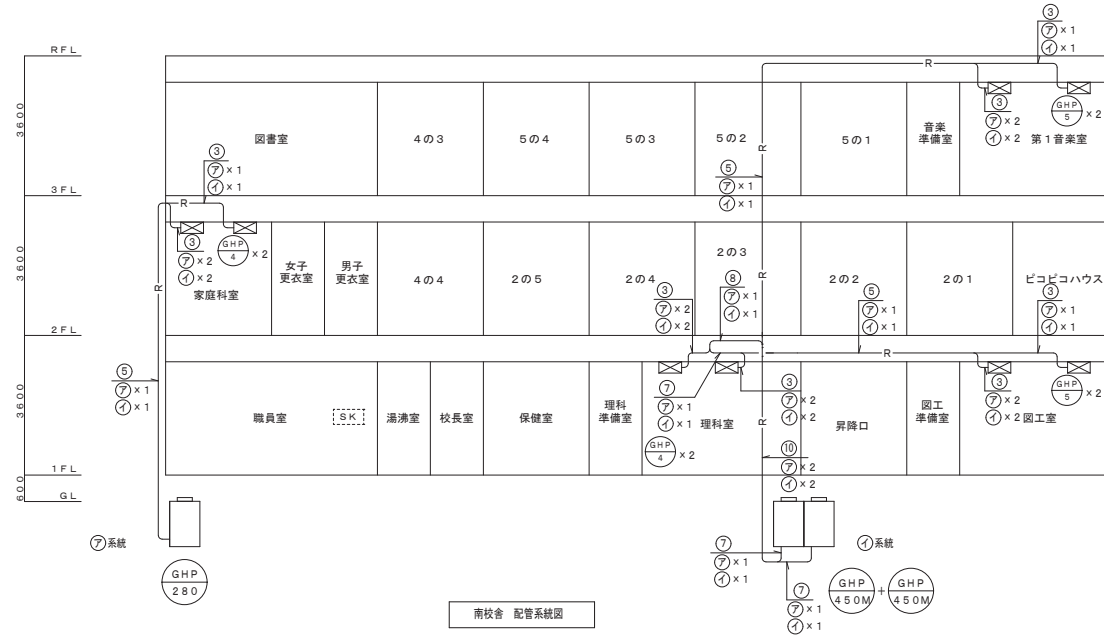 RFL
3600
3FL
3600
2FL
3600
1FL
600
GL
③
㋐×1
㋑×1
R
③
㋐×2
㋑×2
GHP
5
×2
図書室
4の3
5の4
5の3
5の2
5の1
音楽
準備室
第1音楽室
R
③
㋐×1
㋑×1
R
⑤
㋐×1
㋑×1
③
㋐×2
㋑×2
GHP
4
×2
家庭科室
女子
更衣室
男子
更衣室
4の4
2の5
2の4
2の3
2の2
2の1
ピコピコハウス
R
R
③
㋐×2
㋑×2
⑧
㋐×1
㋑×1
⑤
㋐×1
㋑×1
③
㋐×1
㋑×1
R
⑤
㋐×1
㋑×1
職員室
SK
湯沸室
校長室
保健室
理科
準備室
⑦
㋐×1
㋑×1
理科室
GHP
4
×2
③
㋐×2
㋑×2
R
昇降口
図工
準備室
③
㋐×2
㋑×2
図工室
GHP
5
×2
⑩
㋐×2
㋑×2
㋐系統
GHP
280
⑦
㋐×1
㋑×1
⑦
㋐×1
㋑×1
㋑系統
GHP
450M
+
GHP
450M
南校舎 配管系統図